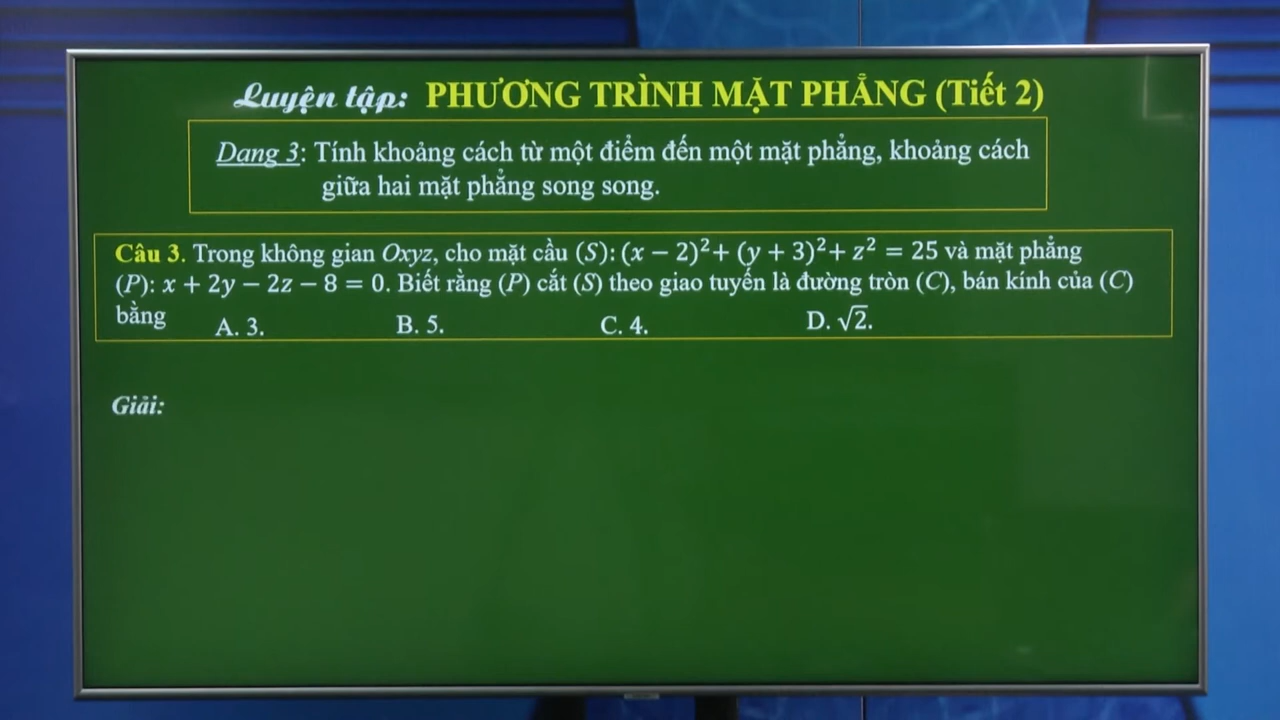 Luyện tập: PHƯƠNG TRÌNH MẶT PHẲNG (Tiết 2)
Dạng 3: Tính khoảng cách từ một điểm đến một mặt phẳng, khoảng cách
giữa hai mặt phẳng song song.
Câu 3. Trong không gian Oxyz, cho mặt cầu (S): (x − 2)²+ (y + 3)²+ z² = 25 và mặt phẳng
(P): x + 2y − 2z − 8 = 0. Biết rằng (P) cắt (S) theo giao tuyến là đường tròn (C), bán kính của (C)
bằng A. 3. B. 5. C. 4. D. √2.
Giải: